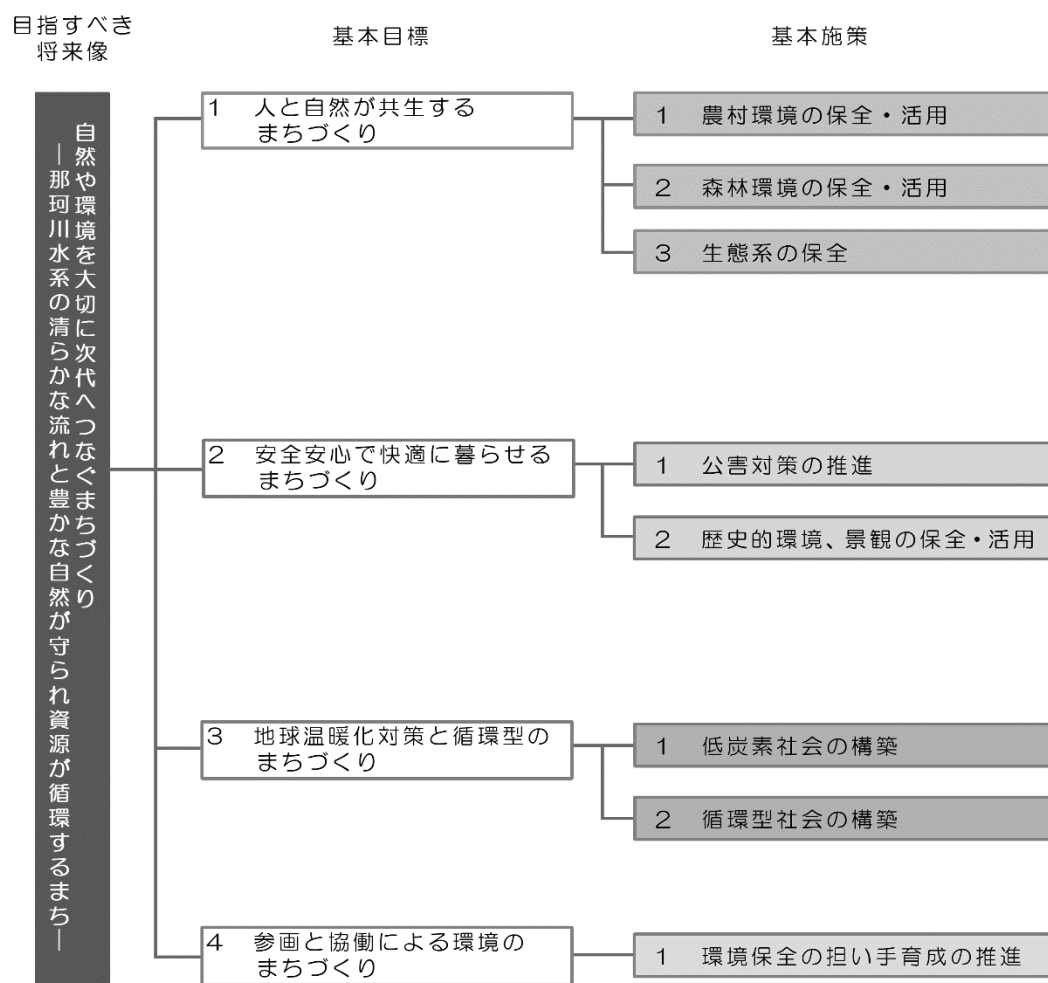 目指すべき
将来像
基本目標
基本施策
自然や環境を大切に次代へつなぐまちづくり
―那珂川水系の清らかな流れと豊かな自然が守られ資源が循環するまち―
1 人と自然が共生する
まちづくり
1 農村環境の保全・活用
2 森林環境の保全・活用
3 生態系の保全
2 安全安心で快適に暮らせる
まちづくり
1 公害対策の推進
2 歴史的環境、景観の保全・活用
3 地球温暖化対策と循環型の
まちづくり
1 低炭素社会の構築
2 循環型社会の構築
4 参画と協働による環境の
まちづくり
1 環境保全の担い手育成の推進